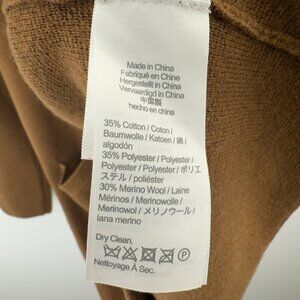 Made in China
Fabriqué en Chine
Hergestellt in China
Vervaardigd in China
中国製
hecho en china
35% Cotton / Coton /
Baumwolle / Katoen / 綿 /
algodón
35% Polyester / Polyester /
Polyester / Polyester / ポリエ
ステル / poliéster
30% Merino Wool / Laine
Mérinos / Merinowolle /
Merinowol / メリノウール /
lana merino
Dry Clean.
Nettoyage À Sec.